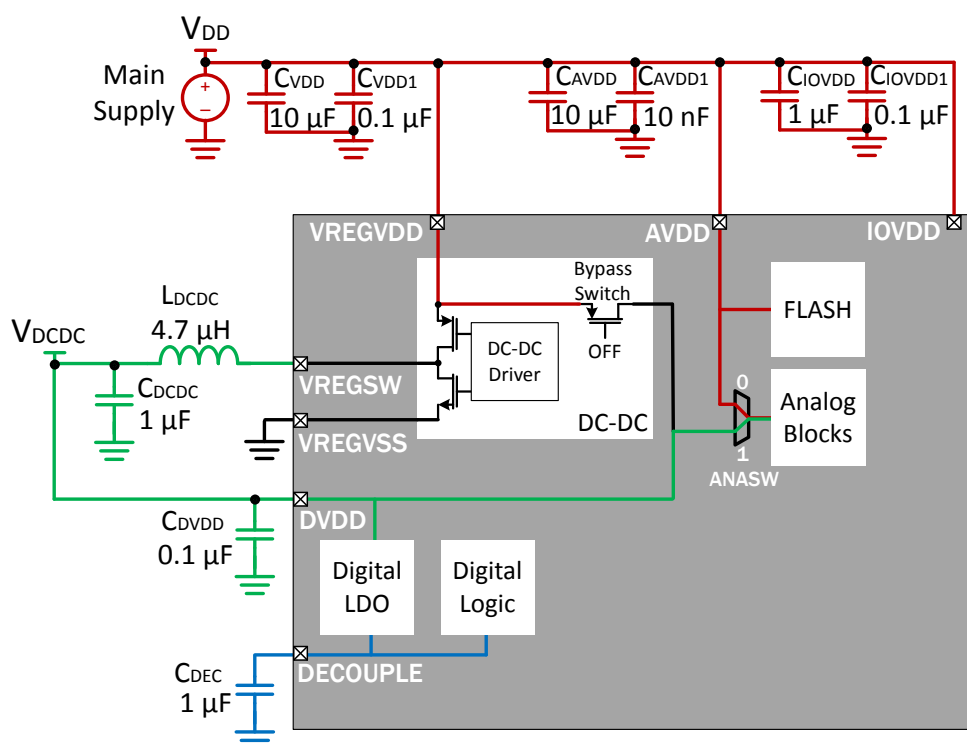 VDD
Main
Supply
+
–
CVDD
10 µF
CVDD1
0.1 µF
CAVDD
10 µF
CAVDD1
10 nF
CIOVDD
1 µF
CIOVDD1
0.1 µF
VREGVDD
AVDD
IOVDD
Bypass
Switch
OFF
DC-DC
Driver
DC-DC
FLASH
0
Analog
Blocks
1
ANASW
LDCDC
4.7 µH
VDCDC
CDCDC
1 µF
VREGSW
VREGVSS
DVDD
CDVDD
0.1 µF
Digital
LDO
Digital
Logic
DECOUPLE
CDEC
1 µF